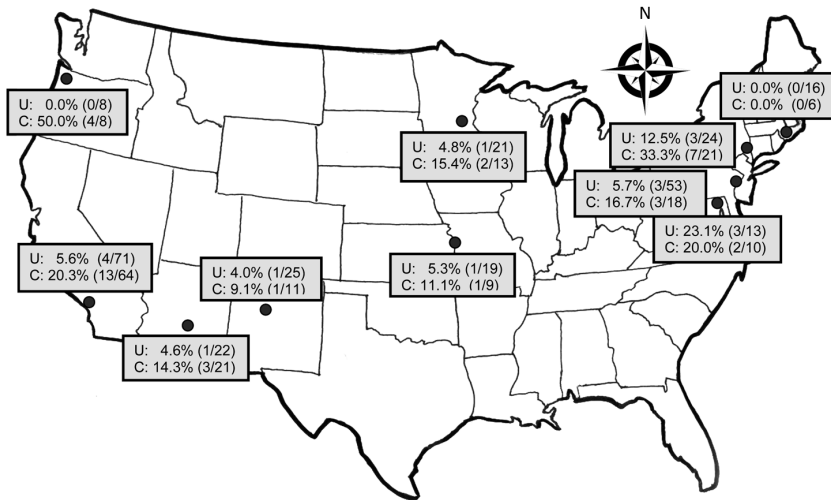 N
U: 0.0% (0/16)
C: 0.0% (0/6)
U: 0.0% (0/8)
C: 50.0% (4/8)
U: 4.8% (1/21)
C: 15.4% (2/13)
U: 12.5% (3/24)
C: 33.3% (7/21)
U: 5.7% (3/53)
C: 16.7% (3/18)
U: 23.1% (3/13)
C: 20.0% (2/10)
U: 5.6% (4/71)
C: 20.3% (13/64)
U: 4.0% (1/25)
C: 9.1% (1/11)
U: 5.3% (1/19)
C: 11.1% (1/9)
U: 4.6% (1/22)
C: 14.3% (3/21)